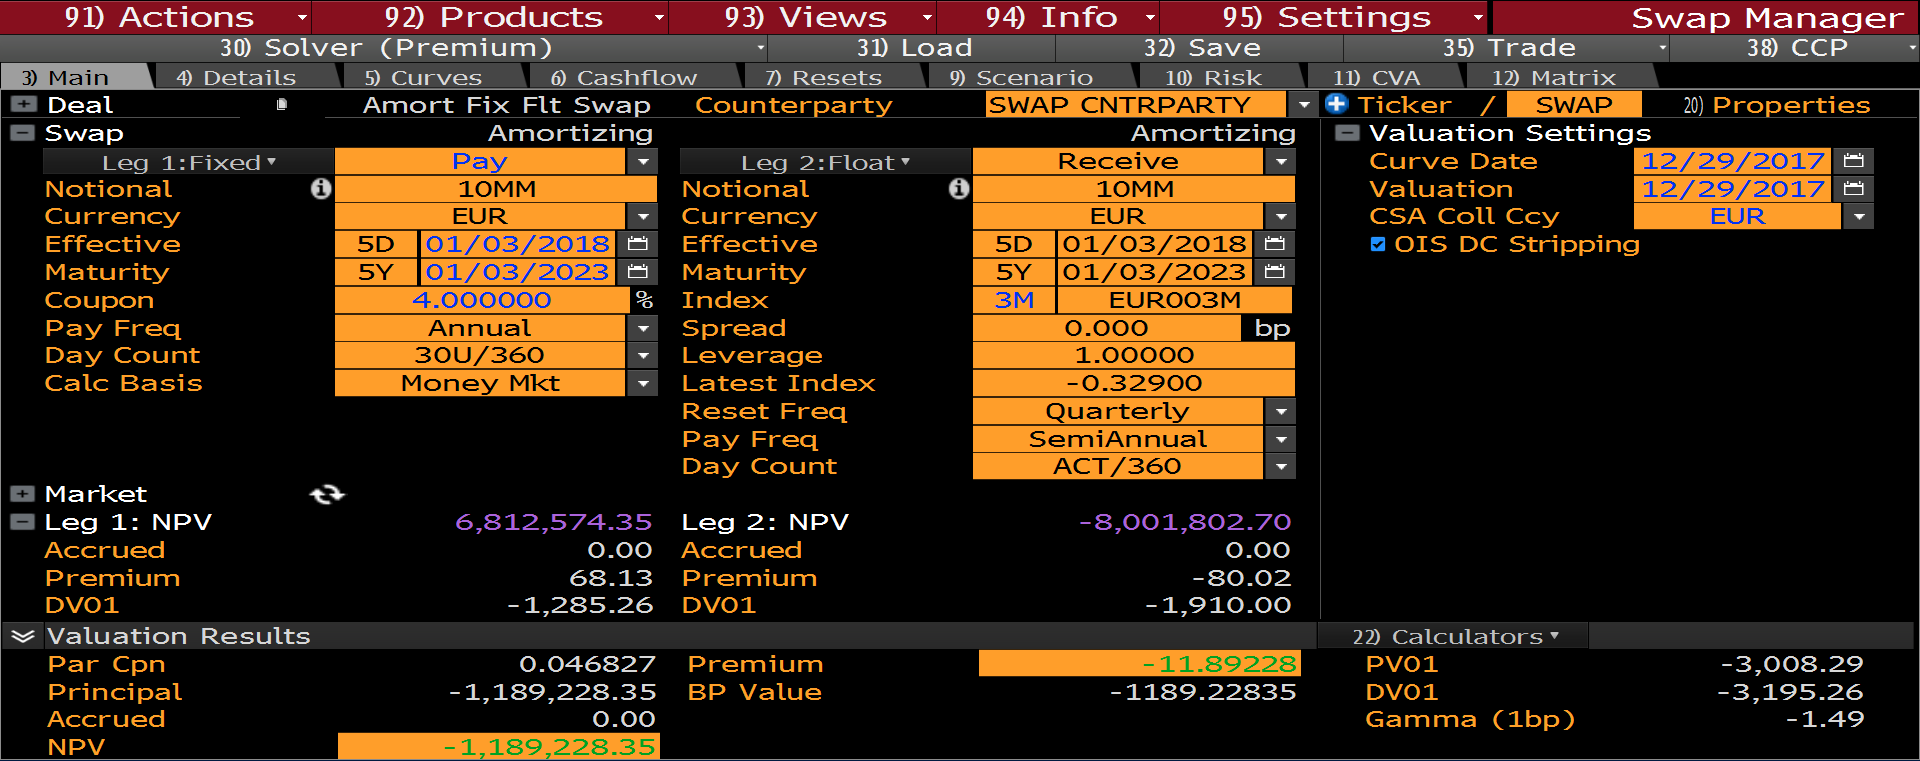 91) Actions 92) Products 93) Views 94) Info 95) Settings Swap Manager
30) Solver (Premium) 31) Load 32) Save 35) Trade 38) CCP
3) Main 4) Details 5) Curves 6) Cashflow 7) Resets 9) Scenario 10) Risk 11) CVA 12) Matrix
Deal Amort Fix Flt Swap Counterparty SWAP CNTRPARTY Ticker / SWAP 20) Properties
Swap Amortizing Amortizing Valuation Settings
Leg 1:Fixed Pay Leg 2:Float Receive Curve Date 12/29/2017
Notional 10MM Notional 10MM Valuation 12/29/2017
Currency EUR Currency EUR CSA Coll Ccy EUR
Effective 5D 01/03/2018 Effective 5D 01/03/2018 OIS DC Stripping
Maturity 5Y 01/03/2023 Maturity 5Y 01/03/2023
Coupon 4.000000 % Index 3M EUR003M
Pay Freq Annual Spread 0.000 bp
Day Count 30U/360 Leverage 1.00000
Calc Basis Money Mkt Latest Index -0.32900
Reset Freq Quarterly
Pay Freq SemiAnnual
Day Count ACT/360
Market
Leg 1: NPV 6,812,574.35 Leg 2: NPV -8,001,802.70
Accrued 0.00 Accrued 0.00
Premium 68.13 Premium -80.02
DV01 -1,285.26 DV01 -1,910.00
Valuation Results 22) Calculators
Par Cpn 0.046827 Premium -11.89228 PV01 -3,008.29
Principal -1,189,228.35 BP Value -1189.22835 DV01 -3,195.26
Accrued 0.00 Gamma (1bp) -1.49
NPV -1,189,228.35